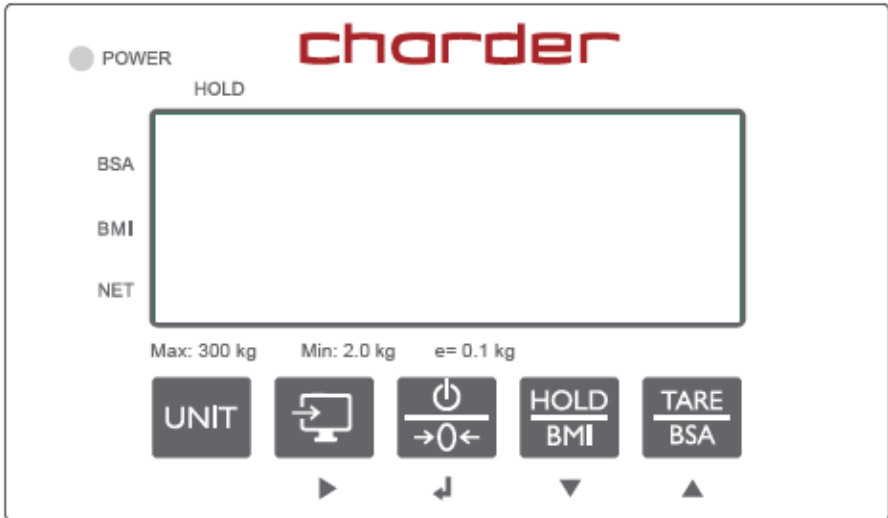 charder
POWER
HOLD
BSA
BMI
NET
Max: 300 kg Min: 2.0 kg e= 0.1 kg
UNIT
→0←
HOLD
BMI
TARE
BSA